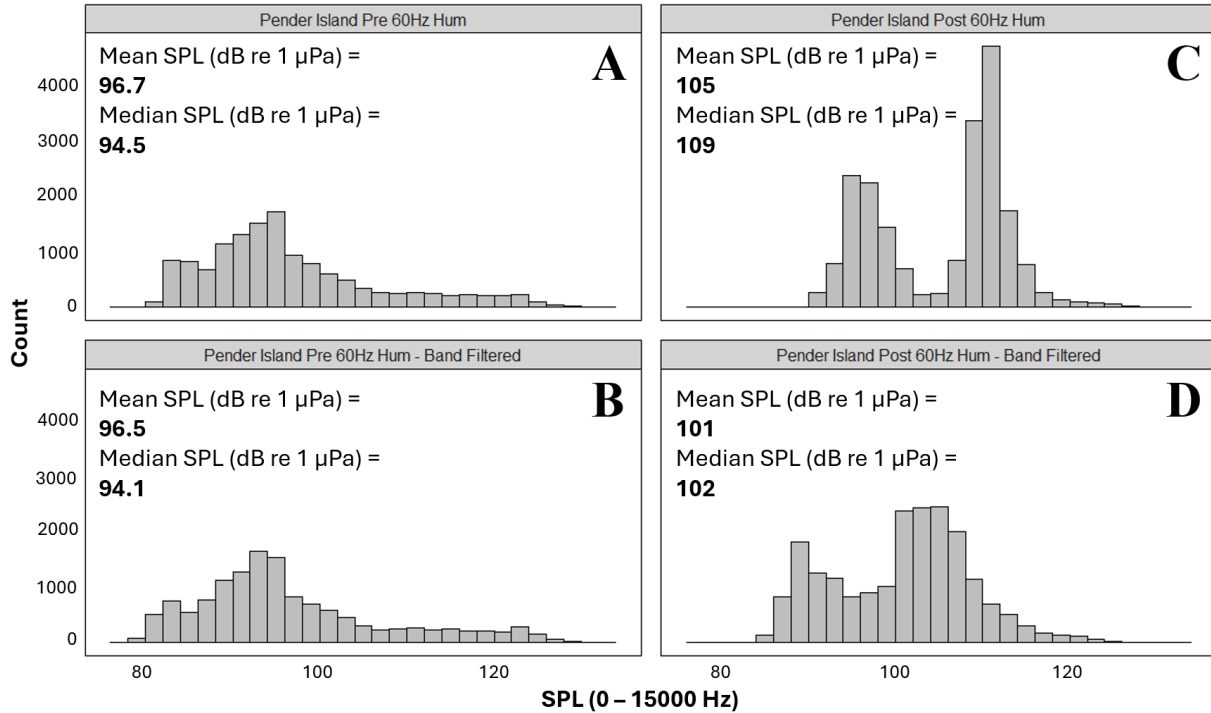 Pender Island Pre 60Hz Hum
Mean SPL (dB re 1 µPa) =
96.7
Median SPL (dB re 1 µPa) =
94.5
A
4000
3000
2000
1000
0
Pender Island Post 60Hz Hum
Mean SPL (dB re 1 µPa) =
105
Median SPL (dB re 1 µPa) =
109
C
Count
Pender Island Pre 60Hz Hum - Band Filtered
Mean SPL (dB re 1 µPa) =
96.5
Median SPL (dB re 1 µPa) =
94.1
B
4000
3000
2000
1000
0
Pender Island Post 60Hz Hum - Band Filtered
Mean SPL (dB re 1 µPa) =
101
Median SPL (dB re 1 µPa) =
102
D
80 100 120
80 100 120
SPL (0 – 15000 Hz)